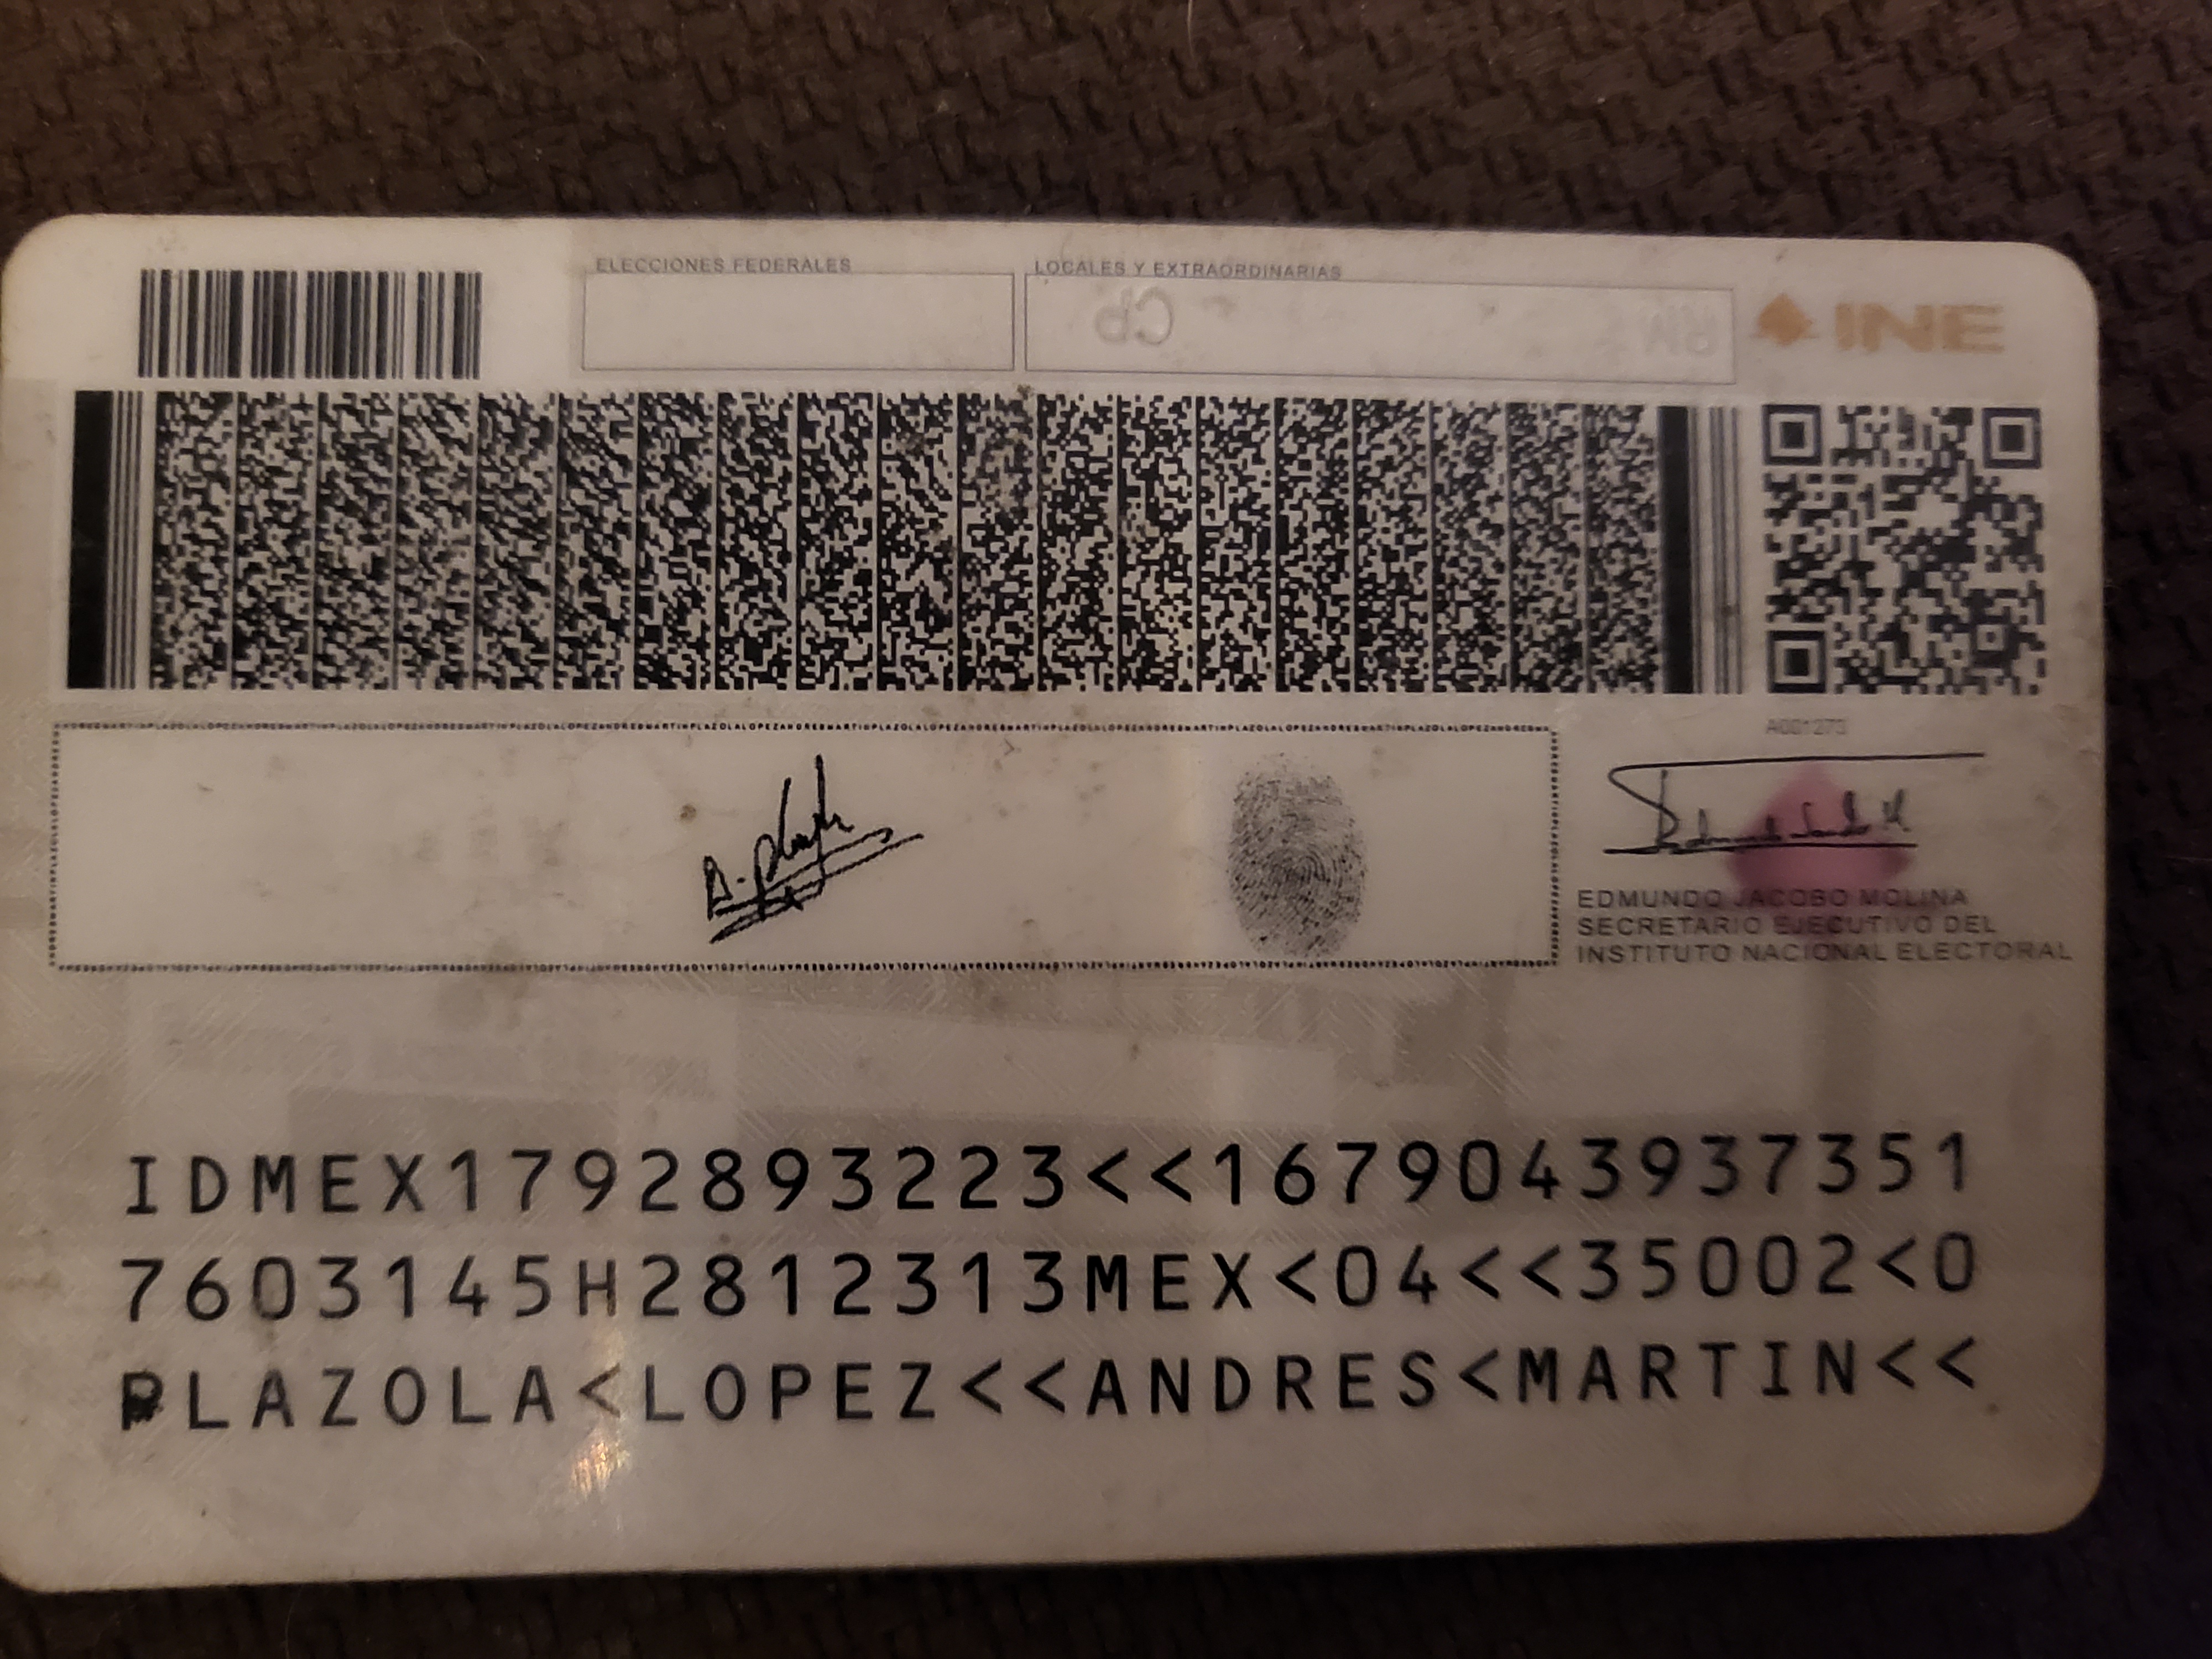 ELECCIONES FEDERALES
LOCALES Y EXTRAORDINARIAS
INE
A001273
EDMUNDO JACOBO MOLINA
SECRETARIO EJECUTIVO DEL
INSTITUTO NACIONAL ELECTORAL
IDMEX1792893223<<1679043937351
7603145H2812313MEX<04<<35002<0
PLAZOLA<LOPEZ<<ANDRES<MARTIN<<